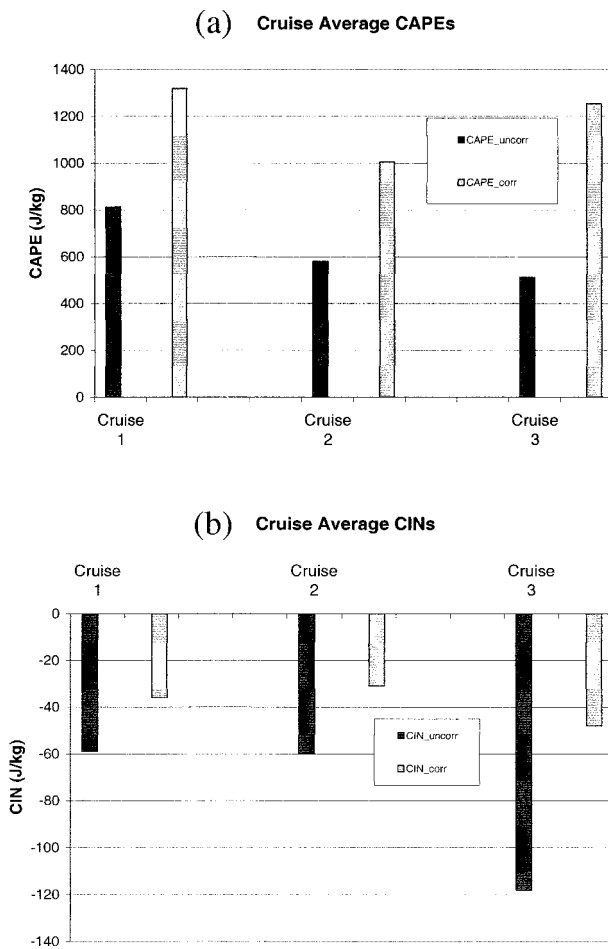 (a) Cruise Average CAPEs
1400
1200
1000
800
600
400
200
0
CAPE (J/kg)
CAPE_uncorr
CAPE_corr
Cruise 1
Cruise 2
Cruise 3
(b) Cruise Average CINs
Cruise 1
Cruise 2
Cruise 3
0
-20
-40
-60
-80
-100
-120
-140
CIN (J/kg)
CIN_uncorr
CIN_corr